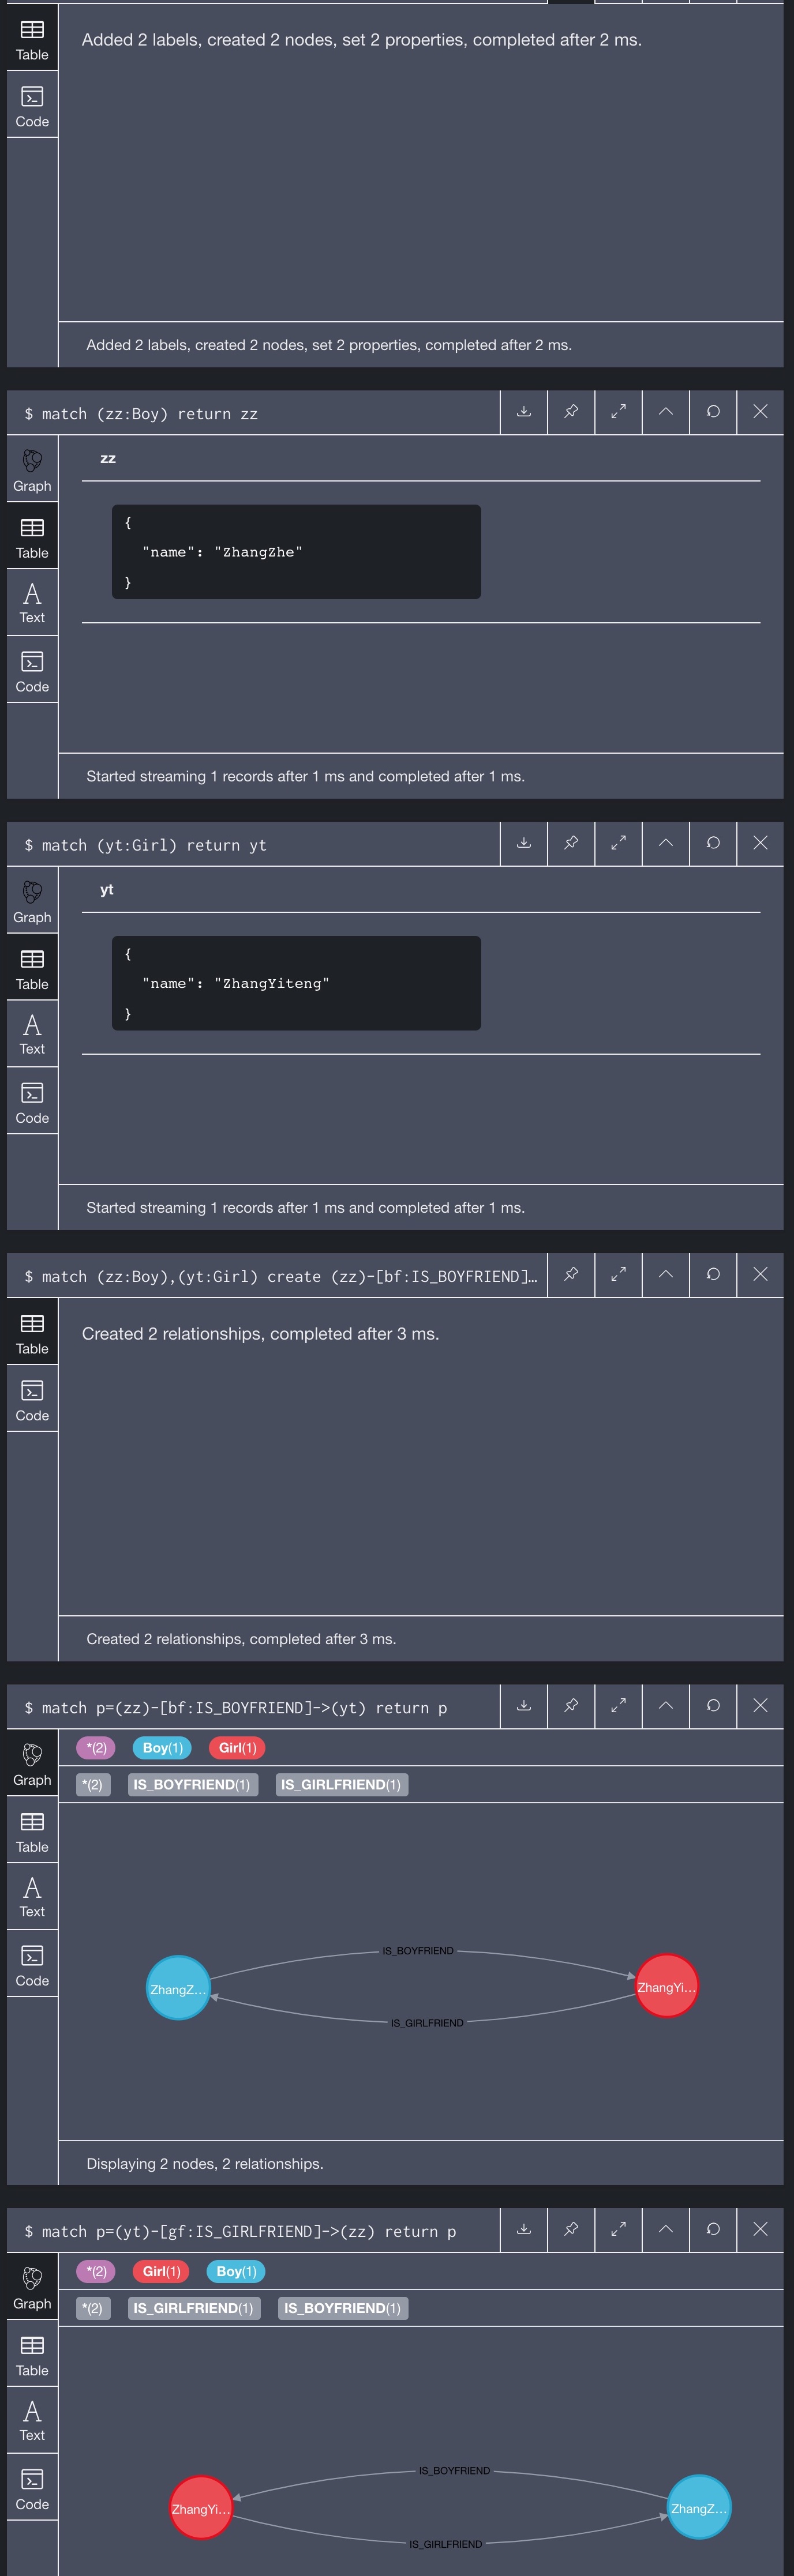 Table
Code
Added 2 labels, created 2 nodes, set 2 properties, completed after 2 ms.
Added 2 labels, created 2 nodes, set 2 properties, completed after 2 ms.
$ match (zz:Boy) return zz
Graph
Table
Text
Code
zz
{
"name": "ZhangZhe"
}
Started streaming 1 records after 1 ms and completed after 1 ms.
$ match (yt:Girl) return yt
Graph
Table
Text
Code
yt
{
"name": "ZhangYiteng"
}
Started streaming 1 records after 1 ms and completed after 1 ms.
$ match (zz:Boy),(yt:Girl) create (zz)-[bf:IS_BOYFRIEND]…
Table
Code
Created 2 relationships, completed after 3 ms.
Created 2 relationships, completed after 3 ms.
$ match p=(zz)-[bf:IS_BOYFRIEND]->(yt) return p
Graph
Table
Text
Code
*(2) Boy(1) Girl(1)
*(2) IS_BOYFRIEND(1) IS_GIRLFRIEND(1)
IS_BOYFRIEND
ZhangZ… ZhangYi…
IS_GIRLFRIEND
Displaying 2 nodes, 2 relationships.
$ match p=(yt)-[gf:IS_GIRLFRIEND]->(zz) return p
Graph
Table
Text
Code
*(2) Girl(1) Boy(1)
*(2) IS_GIRLFRIEND(1) IS_BOYFRIEND(1)
IS_BOYFRIEND
ZhangYi… ZhangZ…
IS_GIRLFRIEND